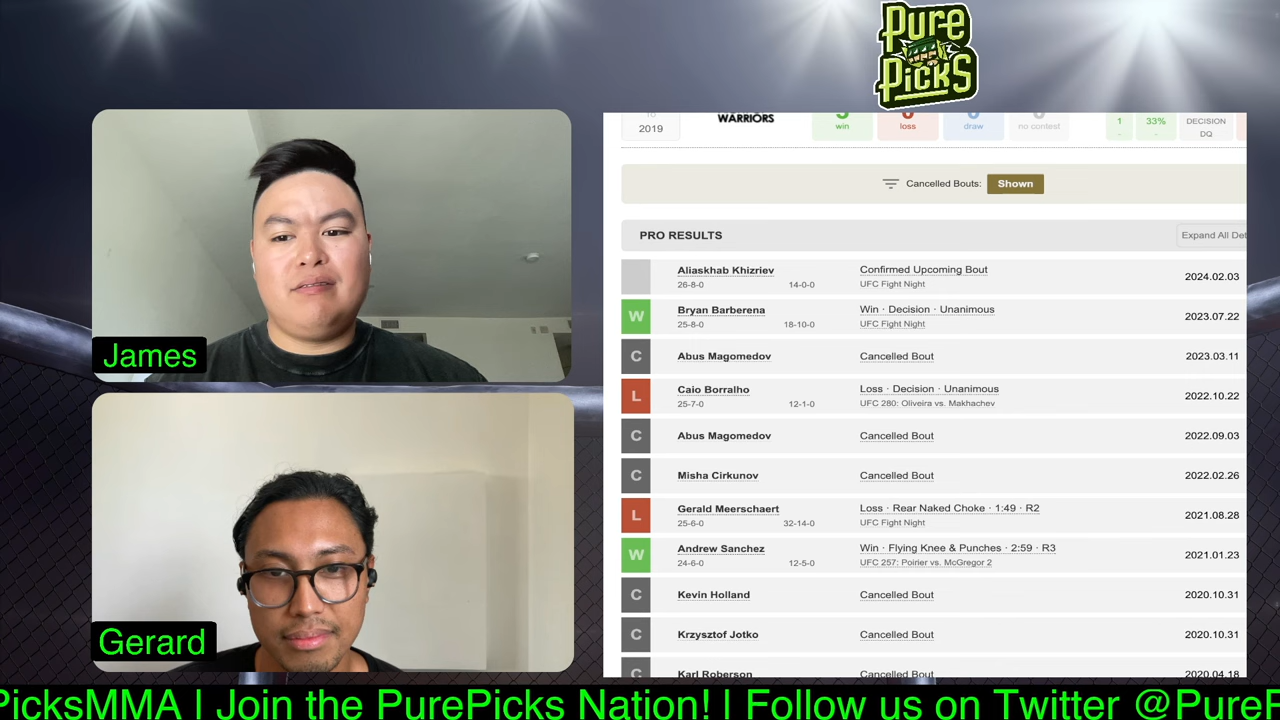 PURE
PICKS
James
Gerard
2019
WARRIORS
win
loss
draw
no contest
1
33%
DECISION
DQ
Cancelled Bouts:
Shown
PRO RESULTS
Expand All Det
Aliaskhab Khizriev
Confirmed Upcoming Bout
2024.02.03
26-8-0
14-0-0
UFC Fight Night
W
Bryan Barberena
Win · Decision · Unanimous
2023.07.22
25-8-0
18-10-0
UFC Fight Night
C
Abus Magomedov
Cancelled Bout
2023.03.11
L
Caio Borralho
Loss · Decision · Unanimous
2022.10.22
25-7-0
12-1-0
UFC 280: Oliveira vs. Makhachev
C
Abus Magomedov
Cancelled Bout
2022.09.03
C
Misha Cirkunov
Cancelled Bout
2022.02.26
L
Gerald Meerschaert
Loss · Rear Naked Choke · 1:49 · R2
2021.08.28
25-6-0
32-14-0
UFC Fight Night
W
Andrew Sanchez
Win · Flying Knee & Punches · 2:59 · R3
2021.01.23
24-6-0
12-5-0
UFC 257: Poirier vs. McGregor 2
C
Kevin Holland
Cancelled Bout
2020.10.31
C
Krzysztof Jotko
Cancelled Bout
2020.10.31
C
Karl Roberson
Cancelled Bout
2020.04.18
PicksMMA | Join the PurePicks Nation! | Follow us on Twitter @PureP